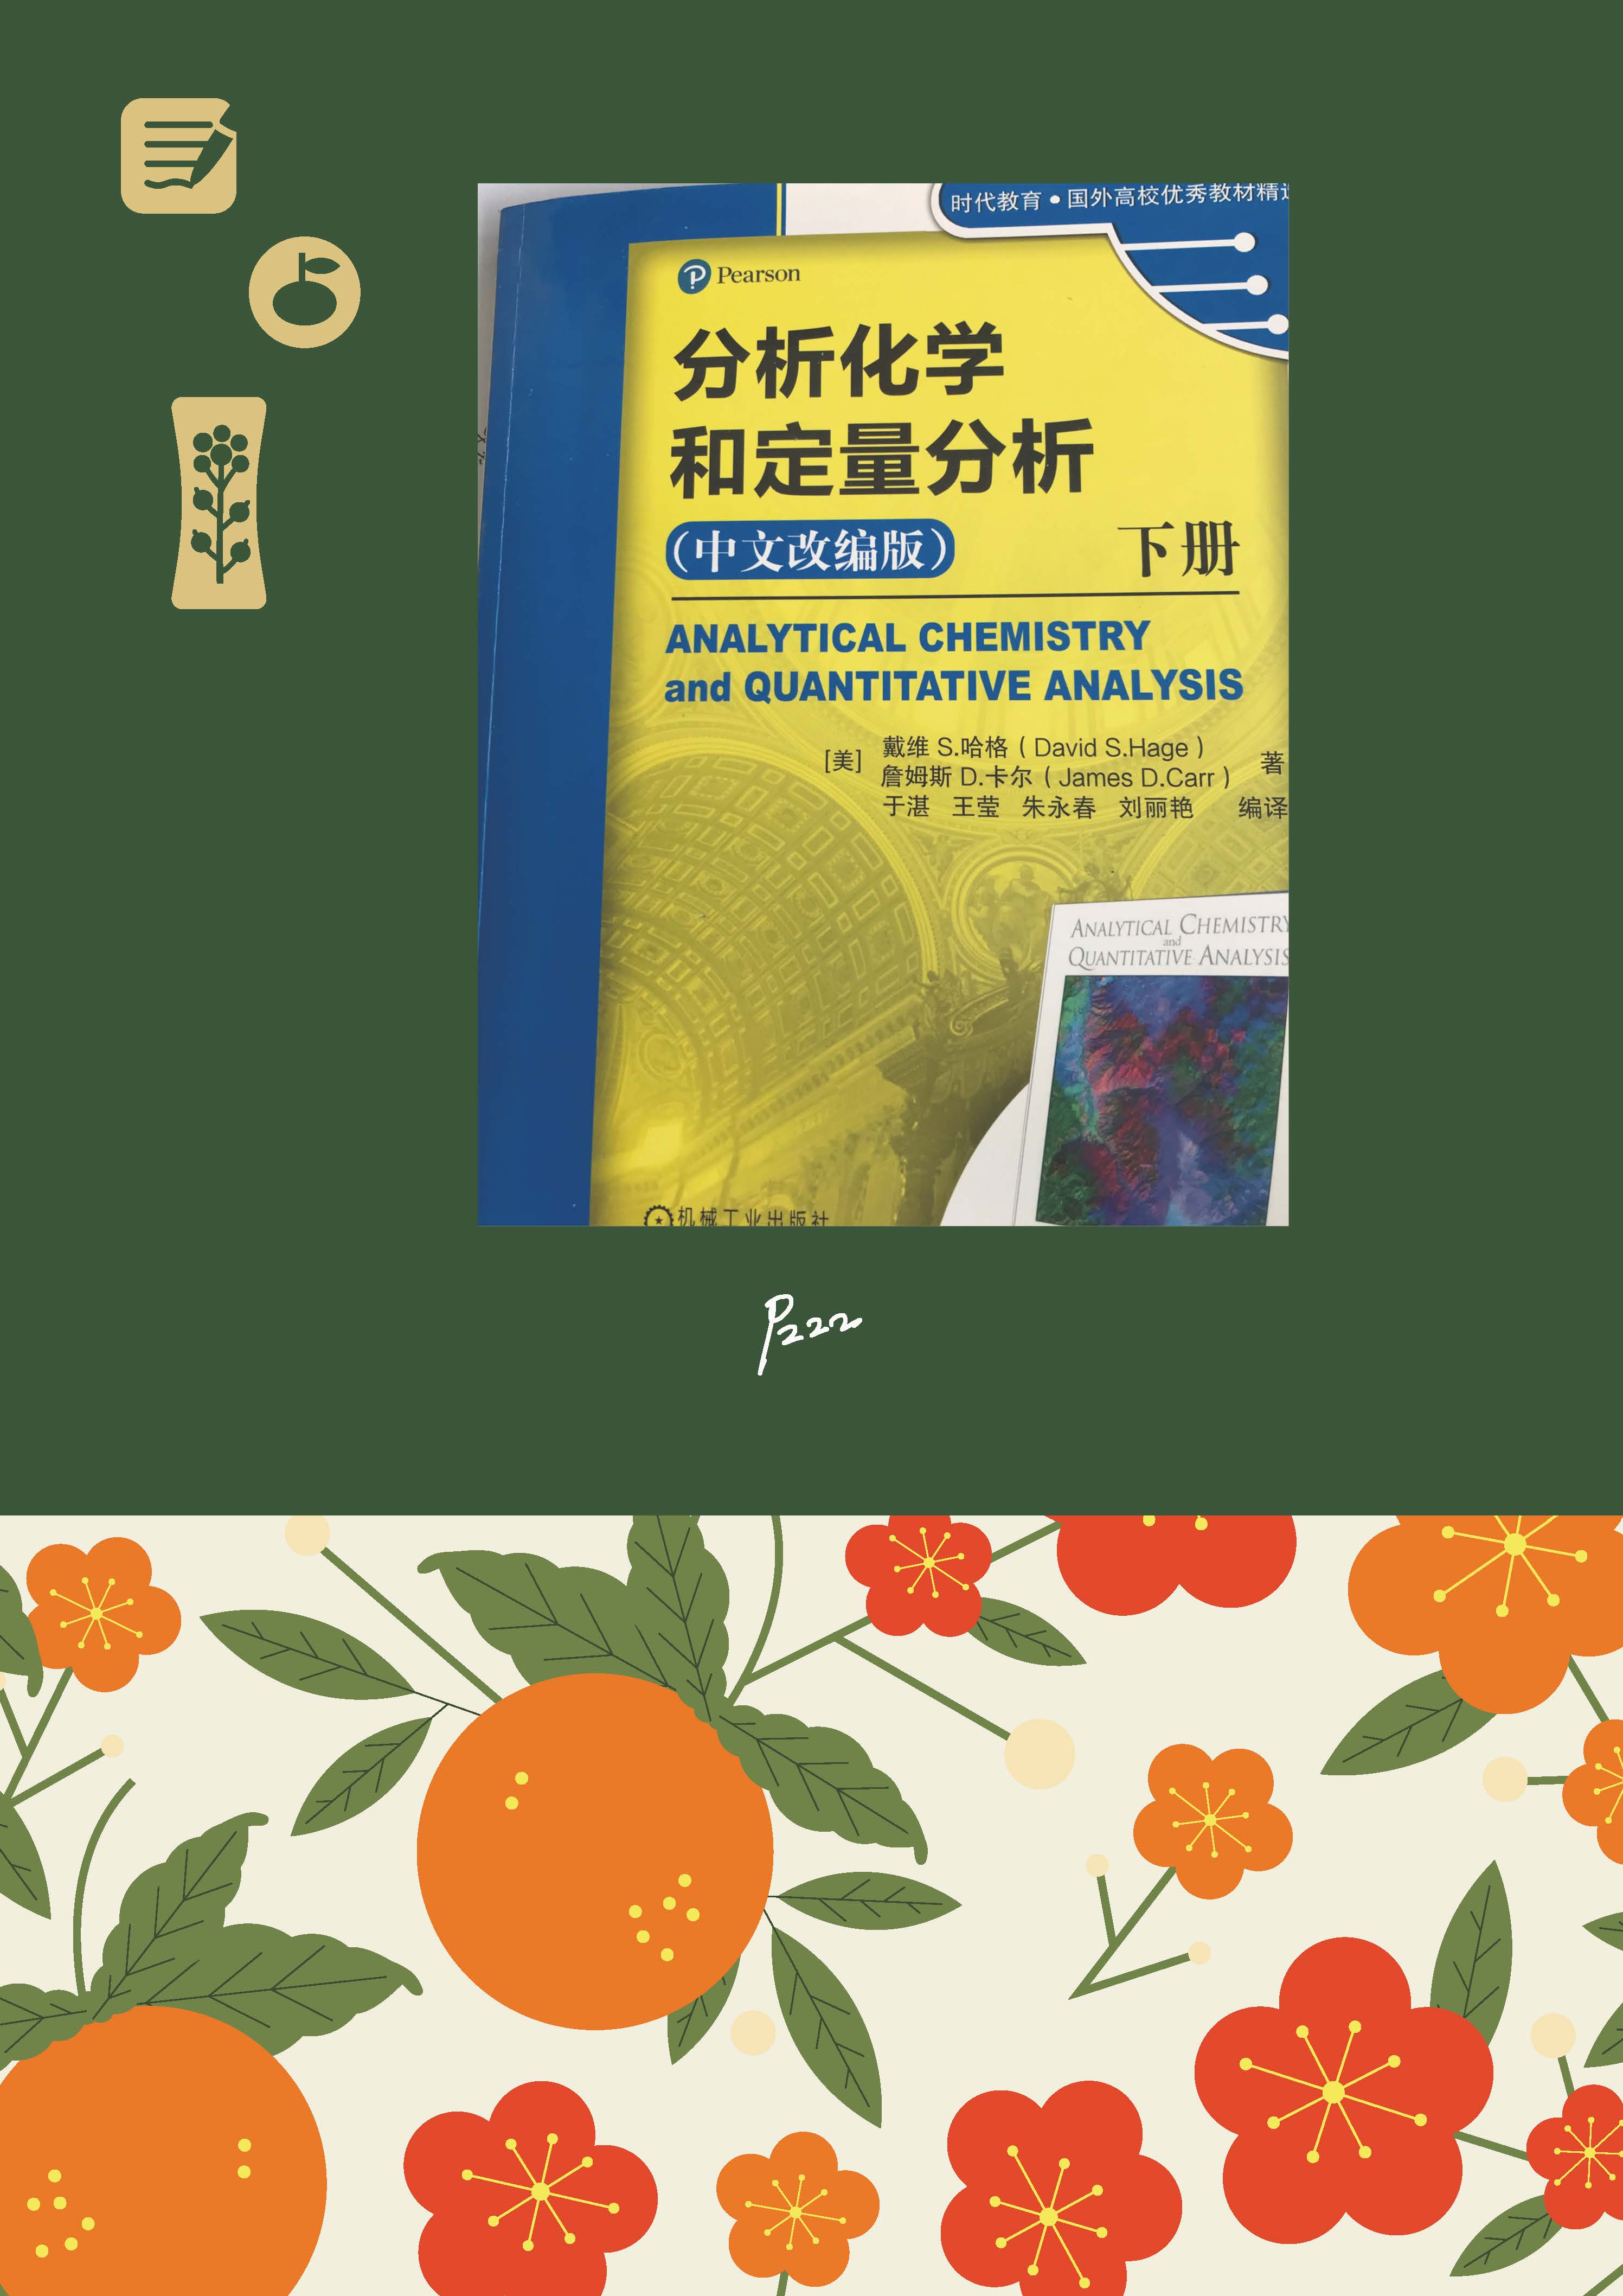 时代教育·国外高校优秀教材精选
Pearson
分析化学
和定量分析
(中文改编版) 下册
ANALYTICAL CHEMISTRY
and QUANTITATIVE ANALYSIS
[美] 戴维 S.哈格(David S.Hage) 著
詹姆斯 D.卡尔(James D.Carr)
于湛 王莹 朱永春 刘丽艳 编译
ANALYTICAL CHEMISTRY
and
QUANTITATIVE ANALYSIS
机械工业出版社
P222